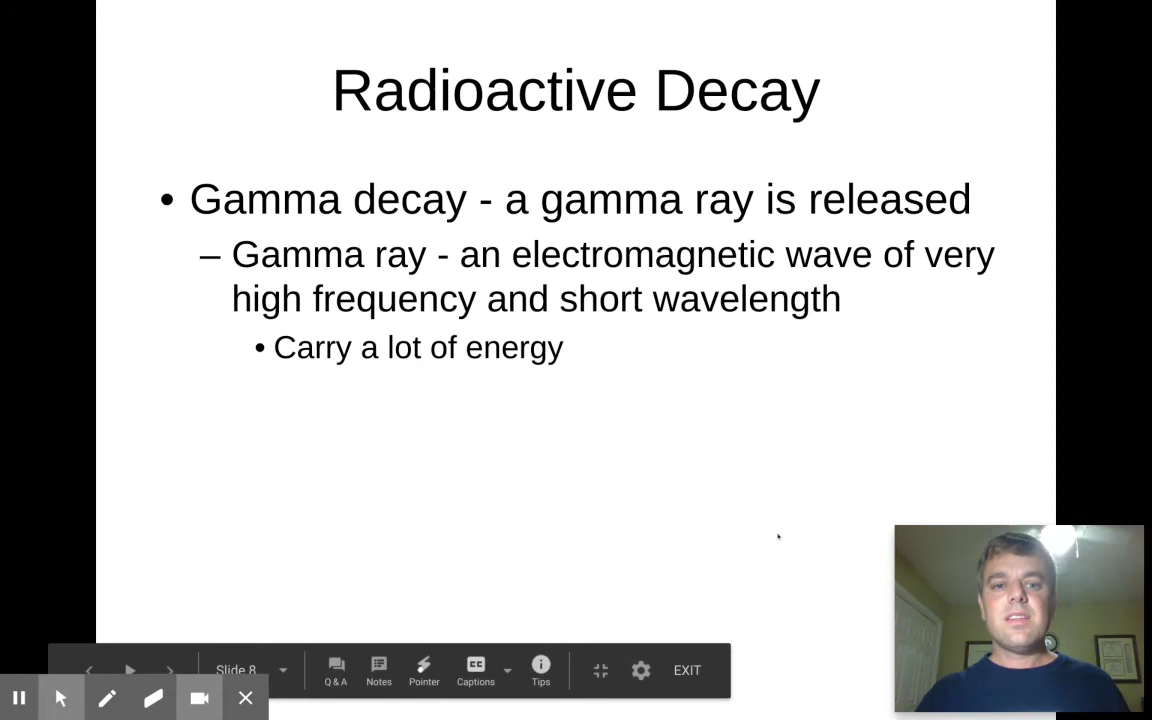 Radioactive Decay
• Gamma decay - a gamma ray is released
– Gamma ray - an electromagnetic wave of very
high frequency and short wavelength
• Carry a lot of energy
Slide 8
Q & A
Notes
Pointer
CC
Captions
Tips
EXIT